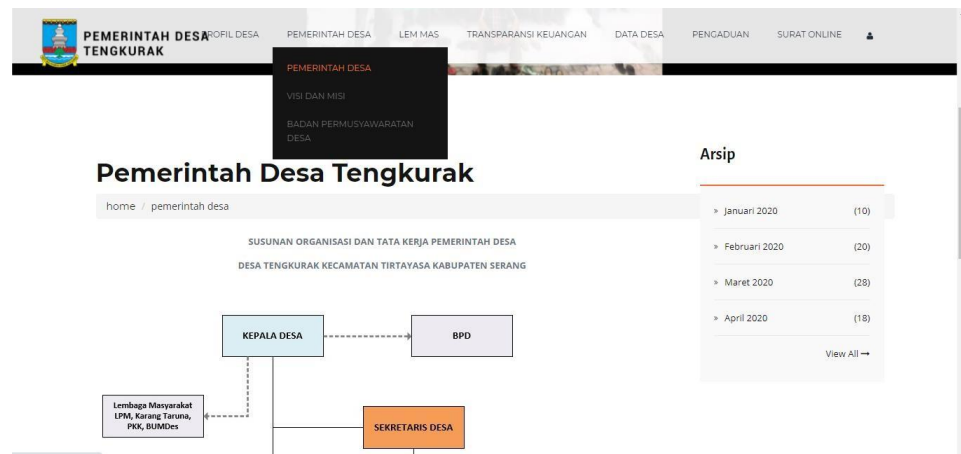 PEMERINTAH DESA
TENGKURAK
PROFIL DESA
PEMERINTAH DESA
LEM MAS
TRANSPARANSI KEUANGAN
DATA DESA
PENGADUAN
SURAT ONLINE
PEMERINTAH DESA
VISI DAN MISI
BADAN PERMUSYAWARATAN
DESA
Pemerintah Desa Tengkurak
home / pemerintah desa
SUSUNAN ORGANISASI DAN TATA KERJA PEMERINTAH DESA
DESA TENGKURAK KECAMATAN TIRTAYASA KABUPATEN SERANG
KEPALA DESA
BPD
Lembaga Masyarakat
LPM, Karang Taruna,
PKK, BUMDes
SEKRETARIS DESA
Arsip
» Januari 2020 (10)
» Februari 2020 (20)
» Maret 2020 (28)
» April 2020 (18)
View All →